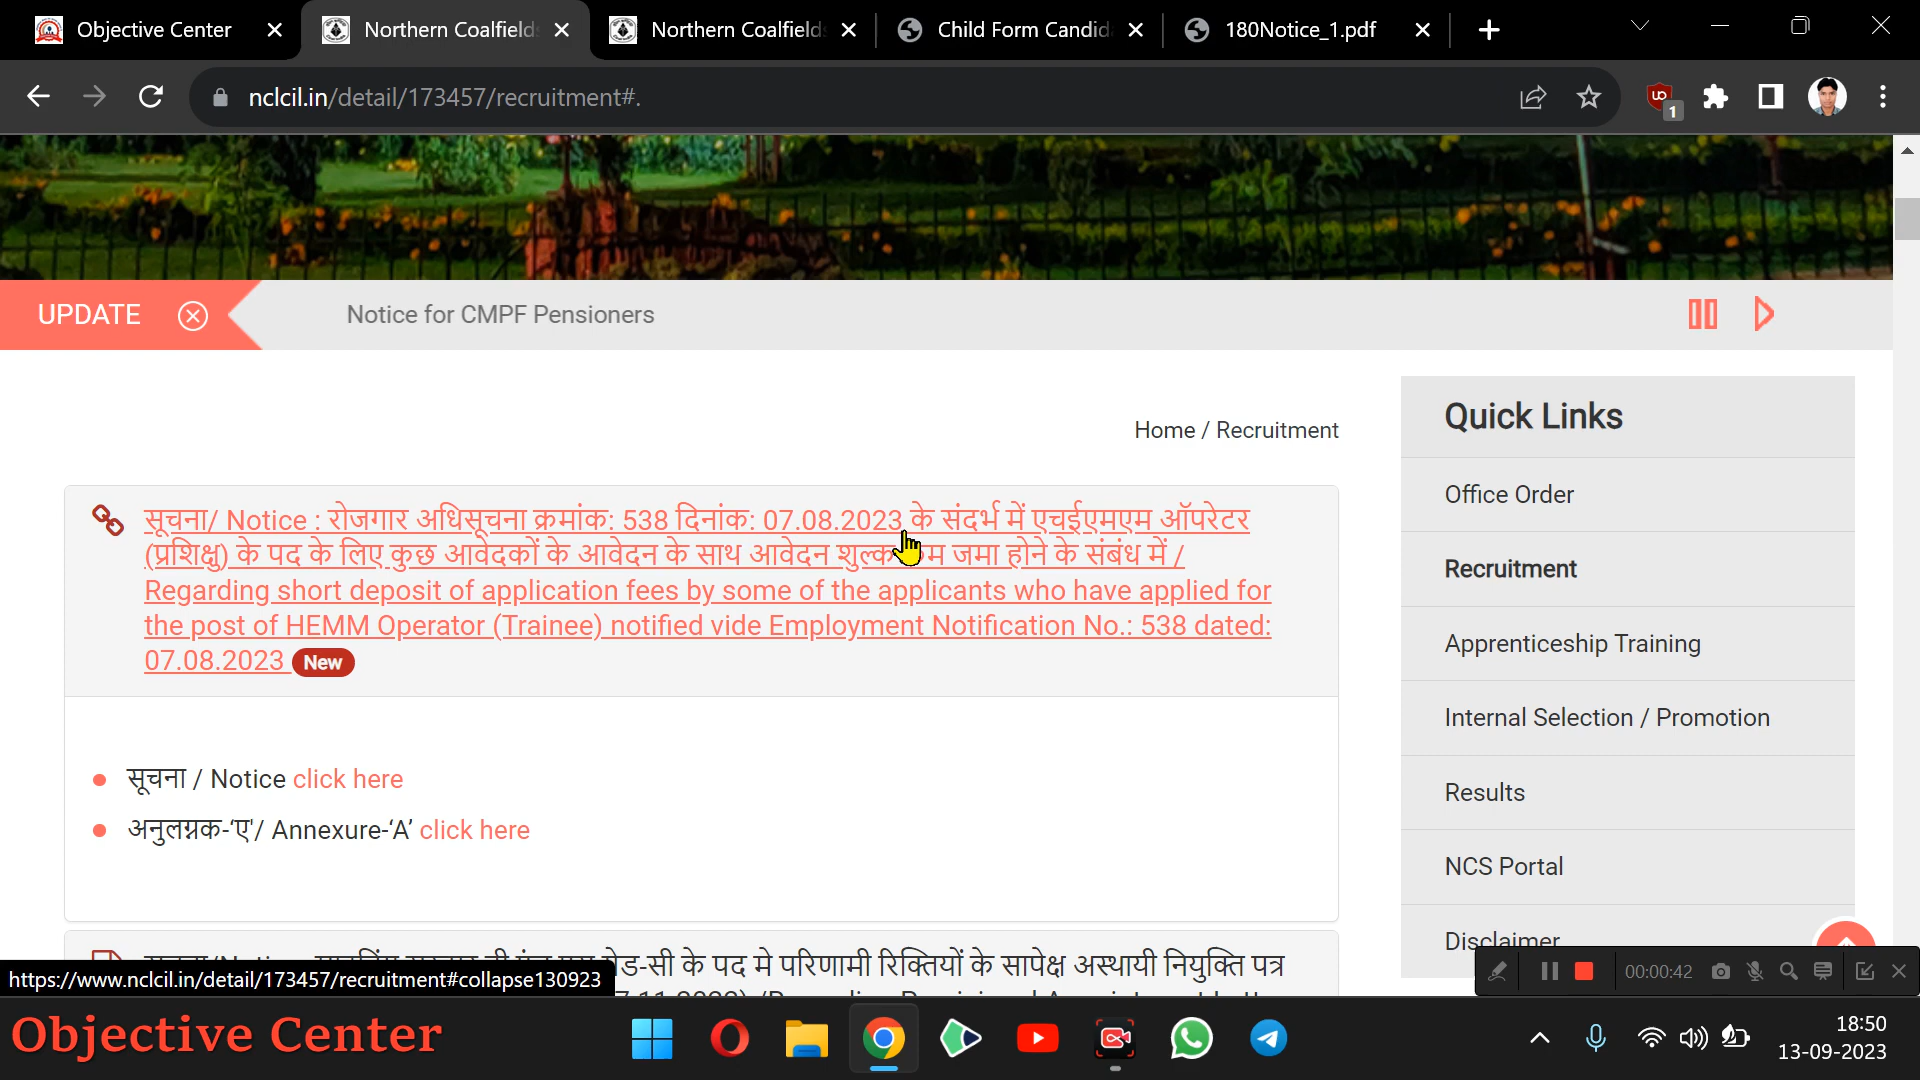 Objective Center
Northern Coalfield
Northern Coalfield
Child Form Candid
180Notice_1.pdf
nclcil.in/detail/173457/recruitment#.
1
UPDATE
Notice for CMPF Pensioners
Home / Recruitment
सूचना/ Notice : रोजगार अधिसूचना क्रमांक: 538 दिनांक: 07.08.2023 के संदर्भ में एचईएमएम ऑपरेटर
(प्रशिक्षु) के पद के लिए कुछ आवेदकों के आवेदन के साथ आवेदन शुल्क जमा होने के संबंध में /
Regarding short deposit of application fees by some of the applicants who have applied for
the post of HEMM Operator (Trainee) notified vide Employment Notification No.: 538 dated:
07.08.2023 New
सूचना / Notice click here
अनुलग्नक-‘ए'/ Annexure-‘A’ click here
ेड-सी के पद मे परिणामी रिक्तियों के सापेक्ष अस्थायी नियुक्ति पत्र
Quick Links
Office Order
Recruitment
Apprenticeship Training
Internal Selection / Promotion
Results
NCS Portal
Disclaimer
00:00:42
https://www.nclcil.in/detail/173457/recruitment#collapse130923
Objective Center
18:50
13-09-2023